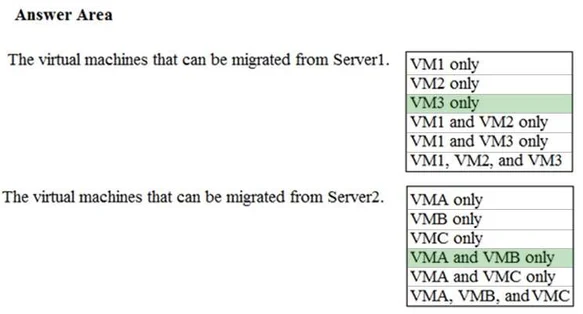 Answer Area
The virtual machines that can be migrated from Server1.
VM1 only
VM2 only
VM3 only
VM1 and VM2 only
VM1 and VM3 only
VM1, VM2, and VM3
The virtual machines that can be migrated from Server2.
VMA only
VMB only
VMC only
VMA and VMB only
VMA and VMC only
VMA, VMB, and VMC